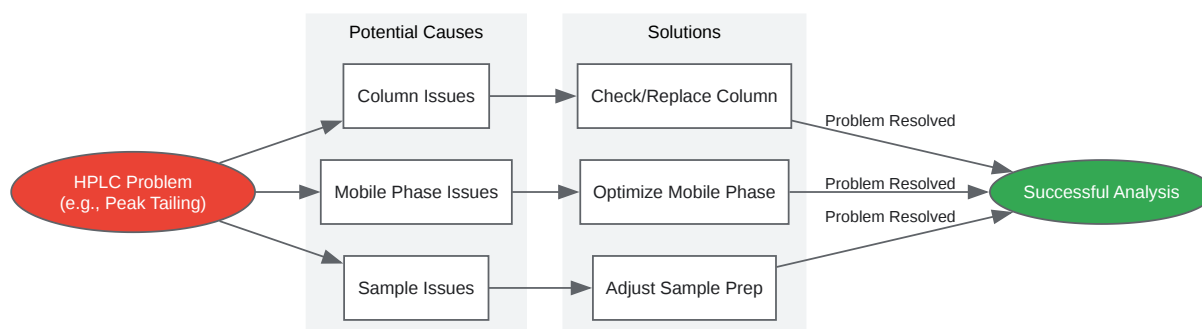 Potential Causes
Solutions
Column Issues
Check/Replace Column
Problem Resolved
HPLC Problem
(e.g., Peak Tailing)
Mobile Phase Issues
Optimize Mobile Phase
Problem Resolved
Successful Analysis
Problem Resolved
Sample Issues
Adjust Sample Prep